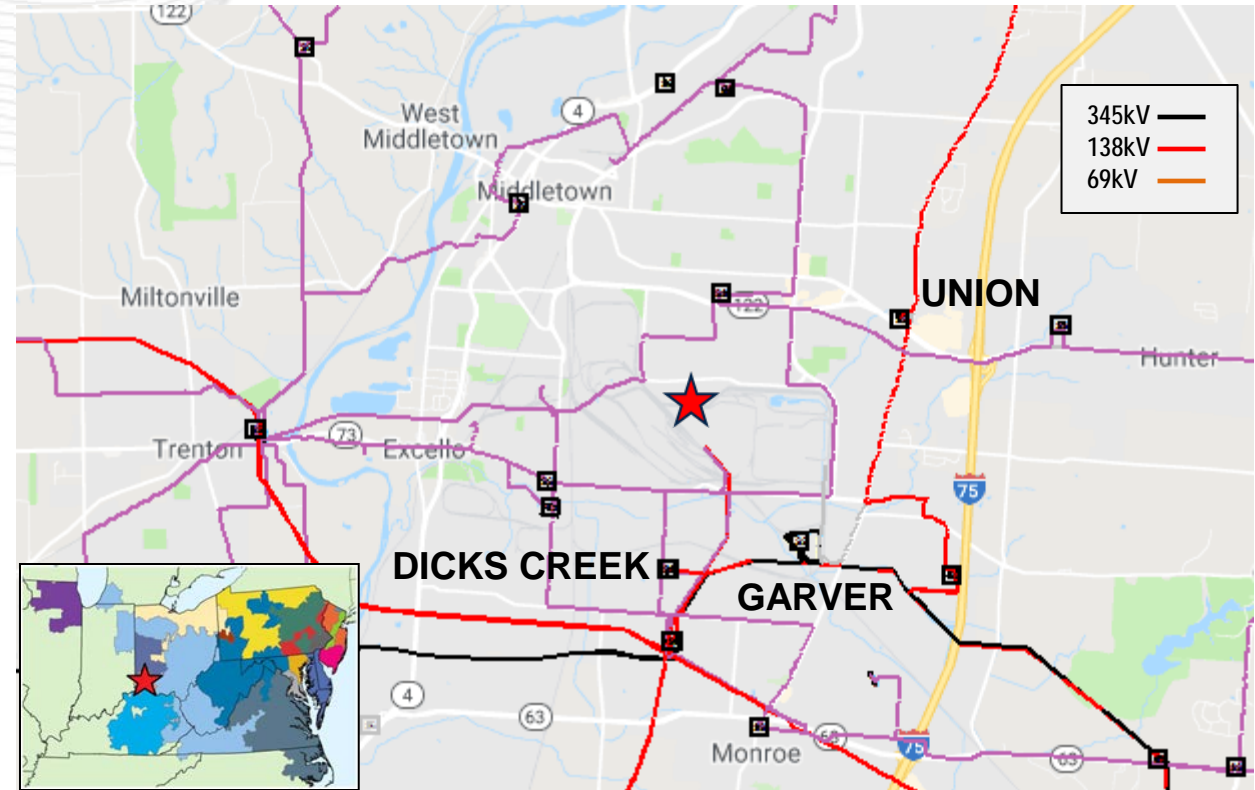 122
West
Middletown
4
Middletown
345kV
138kV
69kV
UNION
Miltonville
122
Hunter
Trenton
73
Excello
75
DICKS CREEK
GARVER
4
63
Monroe
63
75
63